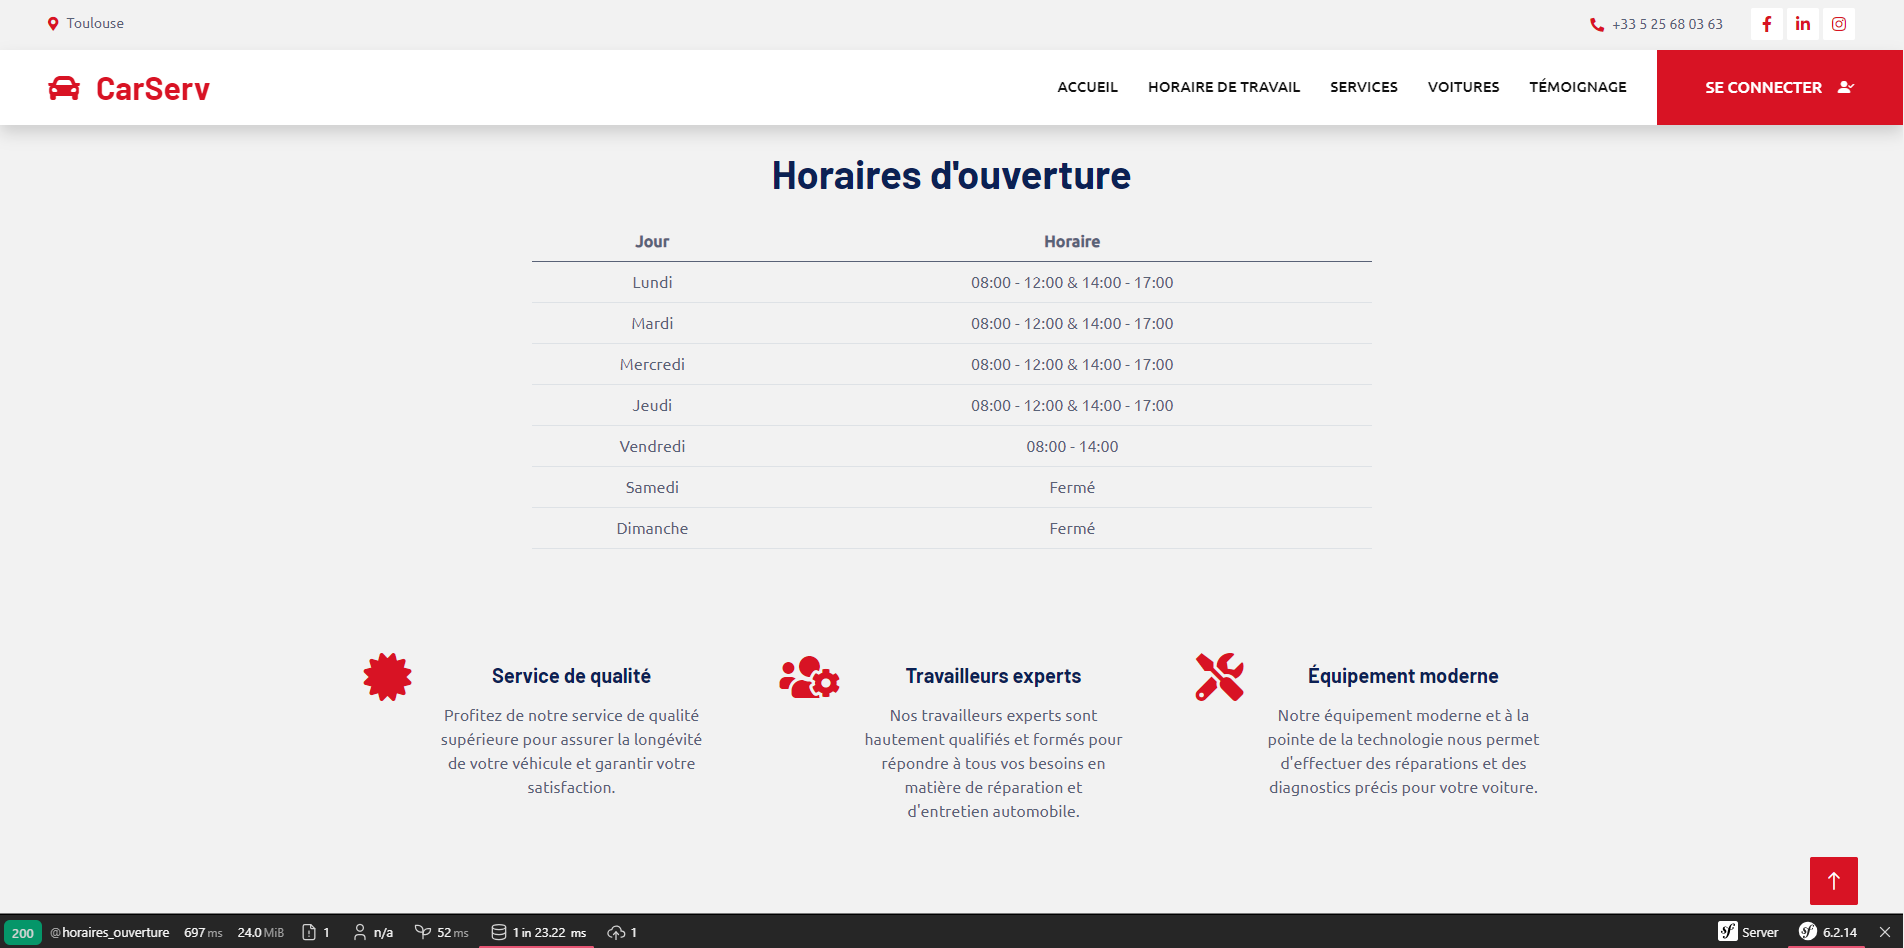 Toulouse
+33 5 25 68 03 63
CarServ
ACCUEIL HORAIRE DE TRAVAIL SERVICES VOITURES TÉMOIGNAGE SE CONNECTER
Horaires d'ouverture
Jour Horaire
Lundi 08:00 - 12:00 & 14:00 - 17:00
Mardi 08:00 - 12:00 & 14:00 - 17:00
Mercredi 08:00 - 12:00 & 14:00 - 17:00
Jeudi 08:00 - 12:00 & 14:00 - 17:00
Vendredi 08:00 - 14:00
Samedi Fermé
Dimanche Fermé
Service de qualité
Profitez de notre service de qualité
supérieure pour assurer la longévité
de votre véhicule et garantir votre
satisfaction.
Travailleurs experts
Nos travailleurs experts sont
hautement qualifiés et formés pour
répondre à tous vos besoins en
matière de réparation et
d'entretien automobile.
Équipement moderne
Notre équipement moderne et à la
pointe de la technologie nous permet
d'effectuer des réparations et des
diagnostics précis pour votre voiture.
200 @horaires_ouverture 697 ms 24.0 MiB 1 n/a 52 ms 1 in 23.22 ms 1 sf Server sf 6.2.14